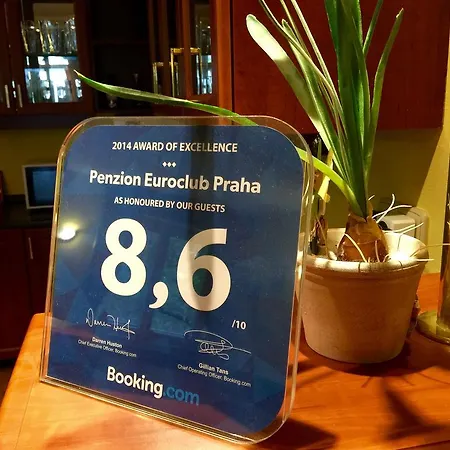 2014 AWARD OF EXCELLENCE
Penzion Euroclub Praha
AS HONOURED BY OUR GUESTS
8,6
/10
Darren Huston
Chief Executive Officer, Booking.com
Gillian Tans
Chief Operating Officer, Booking.com
Booking.com